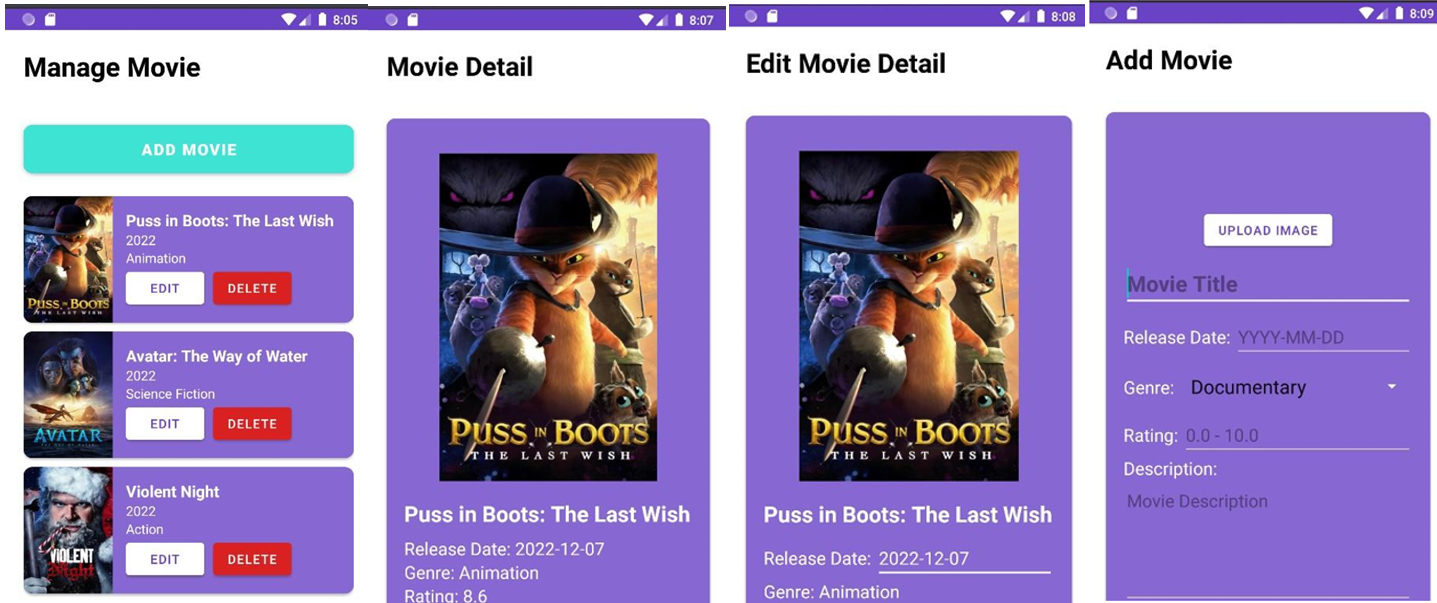 8:05
Manage Movie
ADD MOVIE
PUSS IN BOOTS
THE LAST WISH
Puss in Boots: The Last Wish
2022
Animation
EDIT
DELETE
AVATAR
Avatar: The Way of Water
2022
Science Fiction
EDIT
DELETE
VIOLENT
Night
Violent Night
2022
Action
EDIT
DELETE
8:07
Movie Detail
PUSS IN BOOTS
THE LAST WISH
Puss in Boots: The Last Wish
Release Date: 2022-12-07
Genre: Animation
Rating: 8.6
8:08
Edit Movie Detail
PUSS IN BOOTS
THE LAST WISH
Puss in Boots: The Last Wish
Release Date: 2022-12-07
Genre: Animation
8:09
Add Movie
UPLOAD IMAGE
Movie Title
Release Date: YYYY-MM-DD
Genre: Documentary
Rating: 0.0 - 10.0
Description:
Movie Description